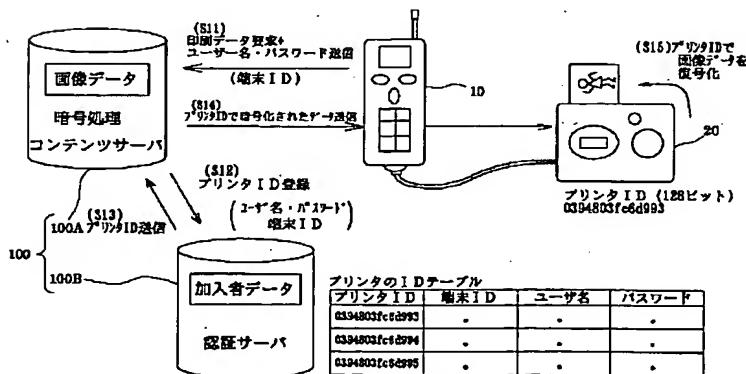 (S11)
印刷データ要求+
ユーザー名・パスワード送信
(端末ID)
画像データ
暗号処理
コンテンツサーバ
(S14)
プリンタIDで暗号化されたデータ送信
10
(S15)プリンタIDで
画像データを
復号化
20
プリンタID (128ビット)
0394803fc6d993
(S12)
プリンタID登録
(ユーザ名・パスワード
端末ID)
(S13)
プリンタID送信
100A
100
100B
加入者データ
認証サーバ
プリンタのIDテーブル
プリンタID 端末ID ユーザ名 パスワード
0394803fc6d993 • • •
0394803fc6d994 • • •
0394803fc6d995 • • •